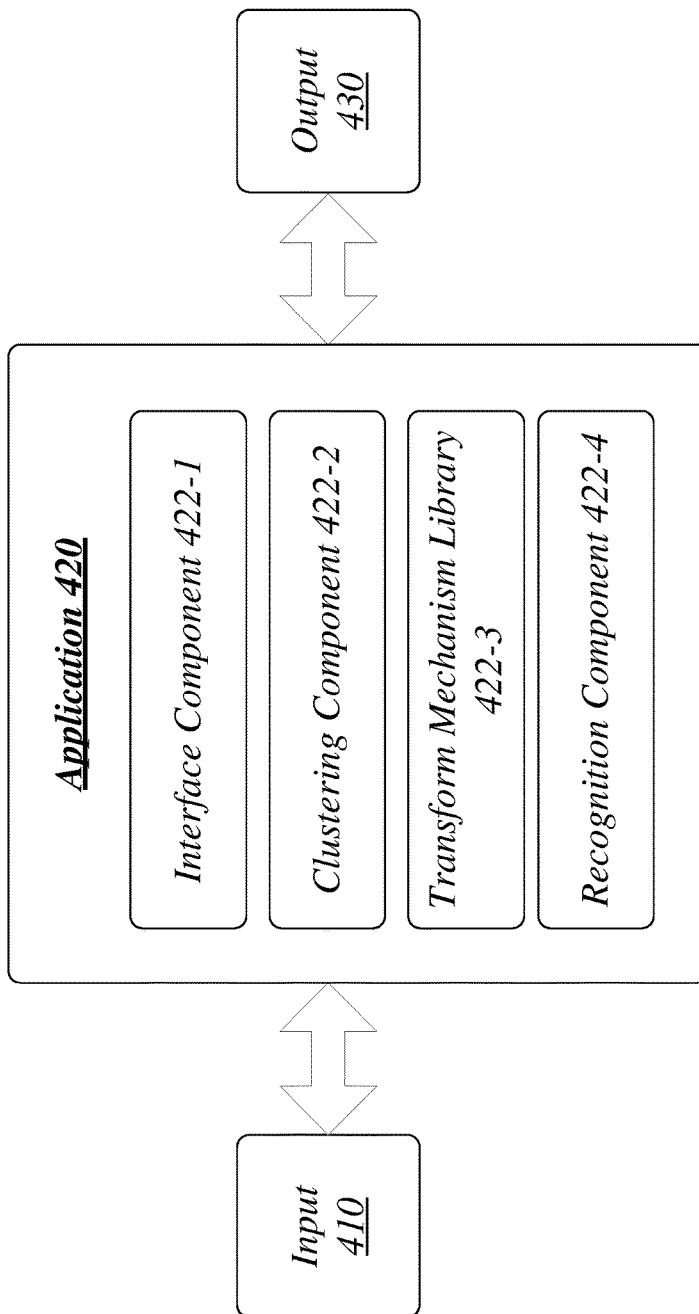 Input
410
Application 420
Interface Component 422-1
Clustering Component 422-2
Transform Mechanism Library
422-3
Recognition Component 422-4
Output
430